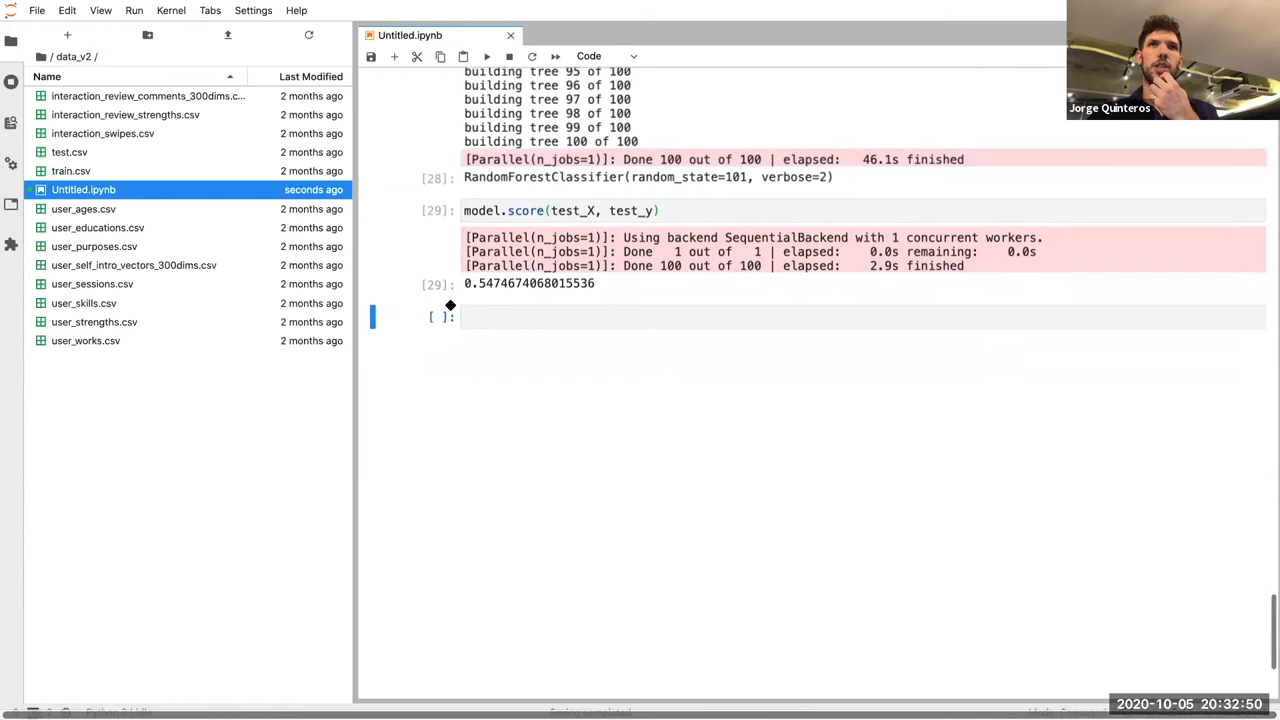 File Edit View Run Kernel Tabs Settings Help
/ data_v2 /
Name Last Modified
interaction_review_comments_300dims.c... 2 months ago
interaction_review_strengths.csv 2 months ago
interaction_swipes.csv 2 months ago
test.csv 2 months ago
train.csv 2 months ago
Untitled.ipynb seconds ago
user_ages.csv 2 months ago
user_educations.csv 2 months ago
user_purposes.csv 2 months ago
user_self_intro_vectors_300dims.csv 2 months ago
user_sessions.csv 2 months ago
user_skills.csv 2 months ago
user_strengths.csv 2 months ago
user_works.csv 2 months ago
Untitled.ipynb
Code
building tree 95 of 100
building tree 96 of 100
building tree 97 of 100
building tree 98 of 100
building tree 99 of 100
building tree 100 of 100
[Parallel(n_jobs=1)]: Done 100 out of 100 | elapsed: 46.1s finished
[28]: RandomForestClassifier(random_state=101, verbose=2)
[29]: model.score(test_X, test_y)
[Parallel(n_jobs=1)]: Using backend SequentialBackend with 1 concurrent workers.
[Parallel(n_jobs=1)]: Done 1 out of 1 | elapsed: 0.0s remaining: 0.0s
[Parallel(n_jobs=1)]: Done 100 out of 100 | elapsed: 2.9s finished
[29]: 0.5474674068015536
[ ]:
Jorge Quinteros
2020-10-05 20:32:50